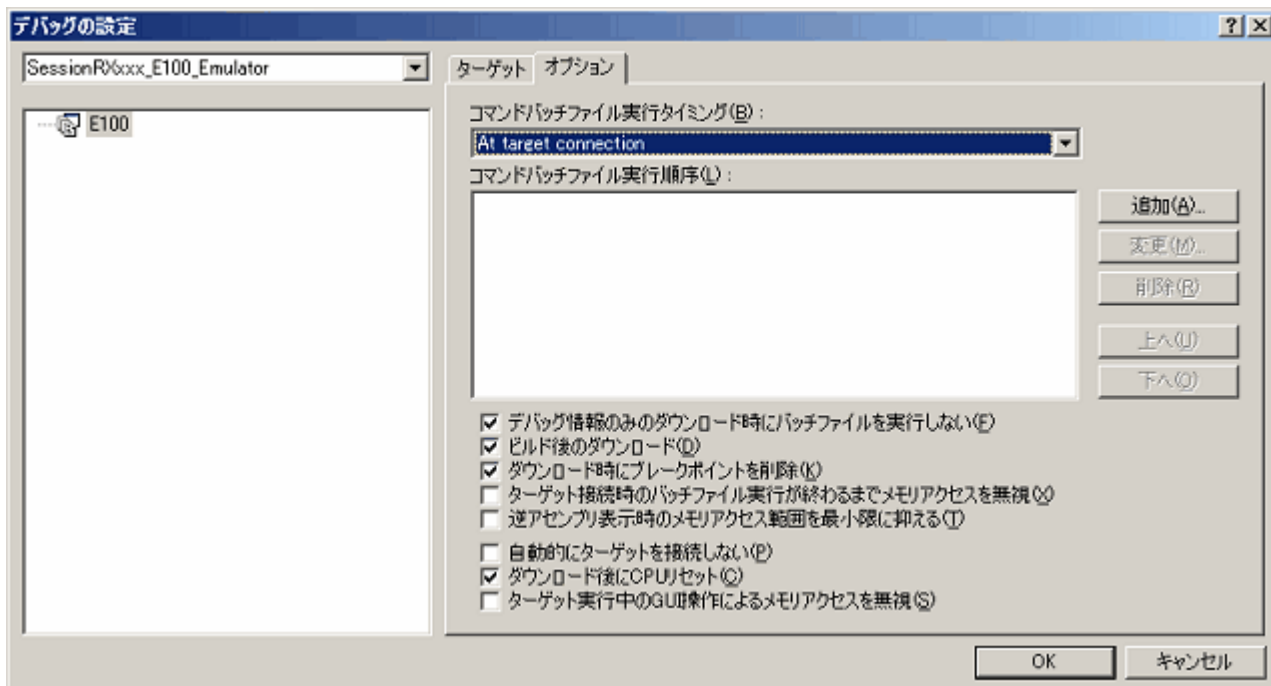 デバッグの設定
SessionRXxxx_E100_Emulator
E100
ターゲット オプション
コマンドバッチファイル実行タイミング(B) :
At target connection
コマンドバッチファイル実行順序(L) :
追加(A)...
変更(M)...
削除(R)
上へ(U)
下へ(O)
デバッグ情報のみのダウンロード時にバッチファイルを実行しない(F)
ビルド後のダウンロード(D)
ダウンロード時にブレークポイントを削除(K)
ターゲット接続時のバッチファイル実行が終わるまでメモリアクセスを無視(X)
逆アセンブリ表示時のメモリアクセス範囲を最小限に抑える(T)
自動的にターゲットを接続しない(P)
ダウンロード後にCPUリセット(C)
ターゲット実行中のGUI操作によるメモリアクセスを無視(S)
OK キャンセル